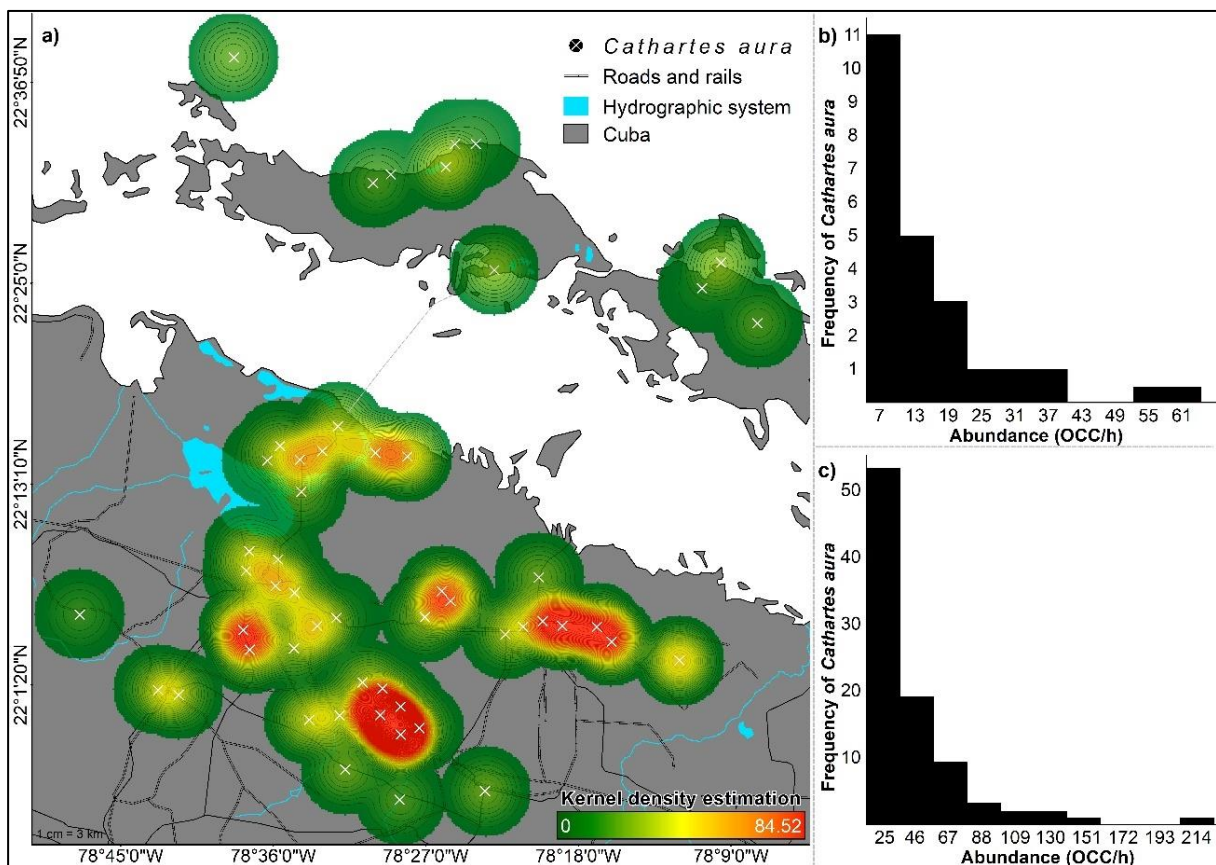 a)
Cathartes aura
Roads and rails
Hydrographic system
Cuba
22°36'50"N
22°25'0"N
22°13'10"N
22°1'20"N
78°45'0"W
78°36'0"W
78°27'0"W
78°18'0"W
78°9'0"W
1 cm = 3 km
Kernel density estimation
0
84.52
b)
Frequency of Cathartes aura
11
10
9
8
7
6
5
4
3
2
1
7 13 19 25 31 37 43 49 55 61
Abundance (OCC/h)
c)
Frequency of Cathartes aura
50
40
30
20
10
25 46 67 88 109 130 151 172 193 214
Abundance (OCC/h)